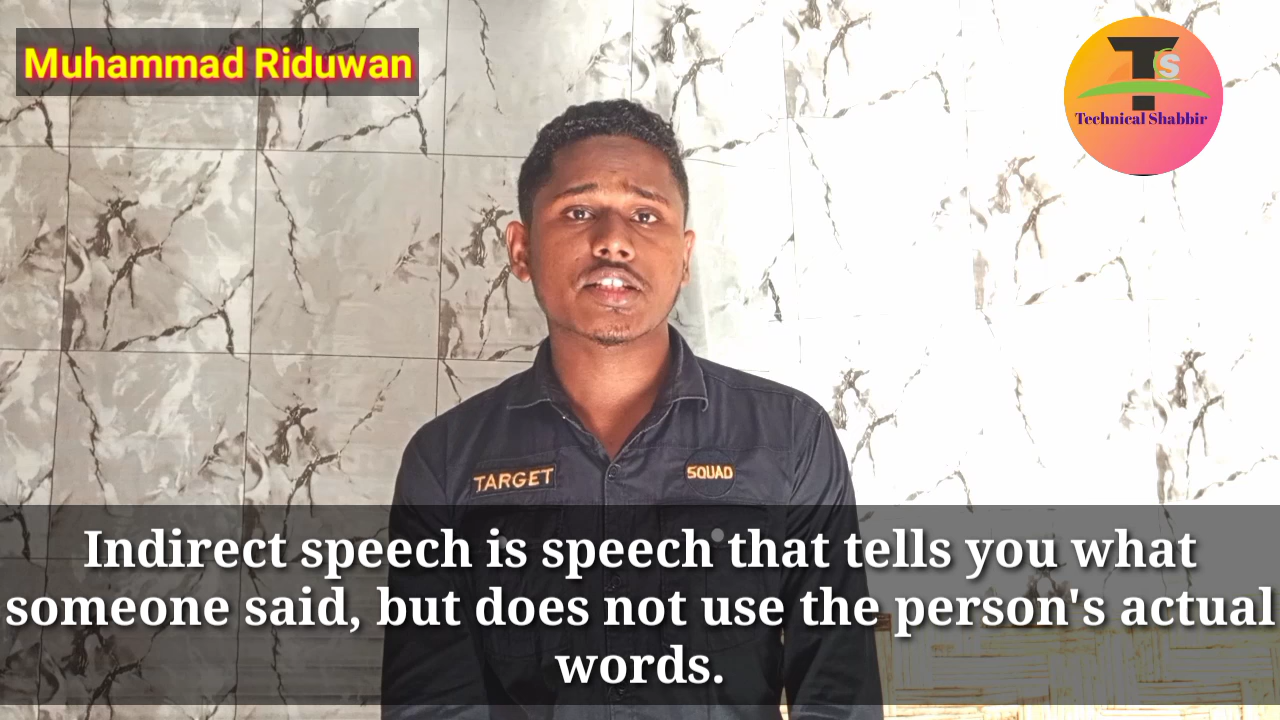 Muhammad Riduwan
TS
Technical Shabbir
TARGET
SQUAD
Indirect speech is speech that tells you what
someone said, but does not use the person's actual
words.